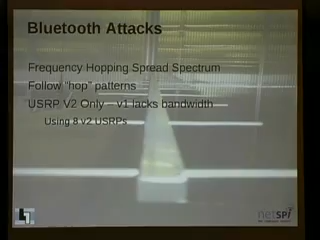 Bluetooth Attacks
Frequency Hopping Spread Spectrum
Follow "hop" patterns
USRP V2 Only – v1 lacks bandwidth
Using 8 v2 USRPs
netSPI